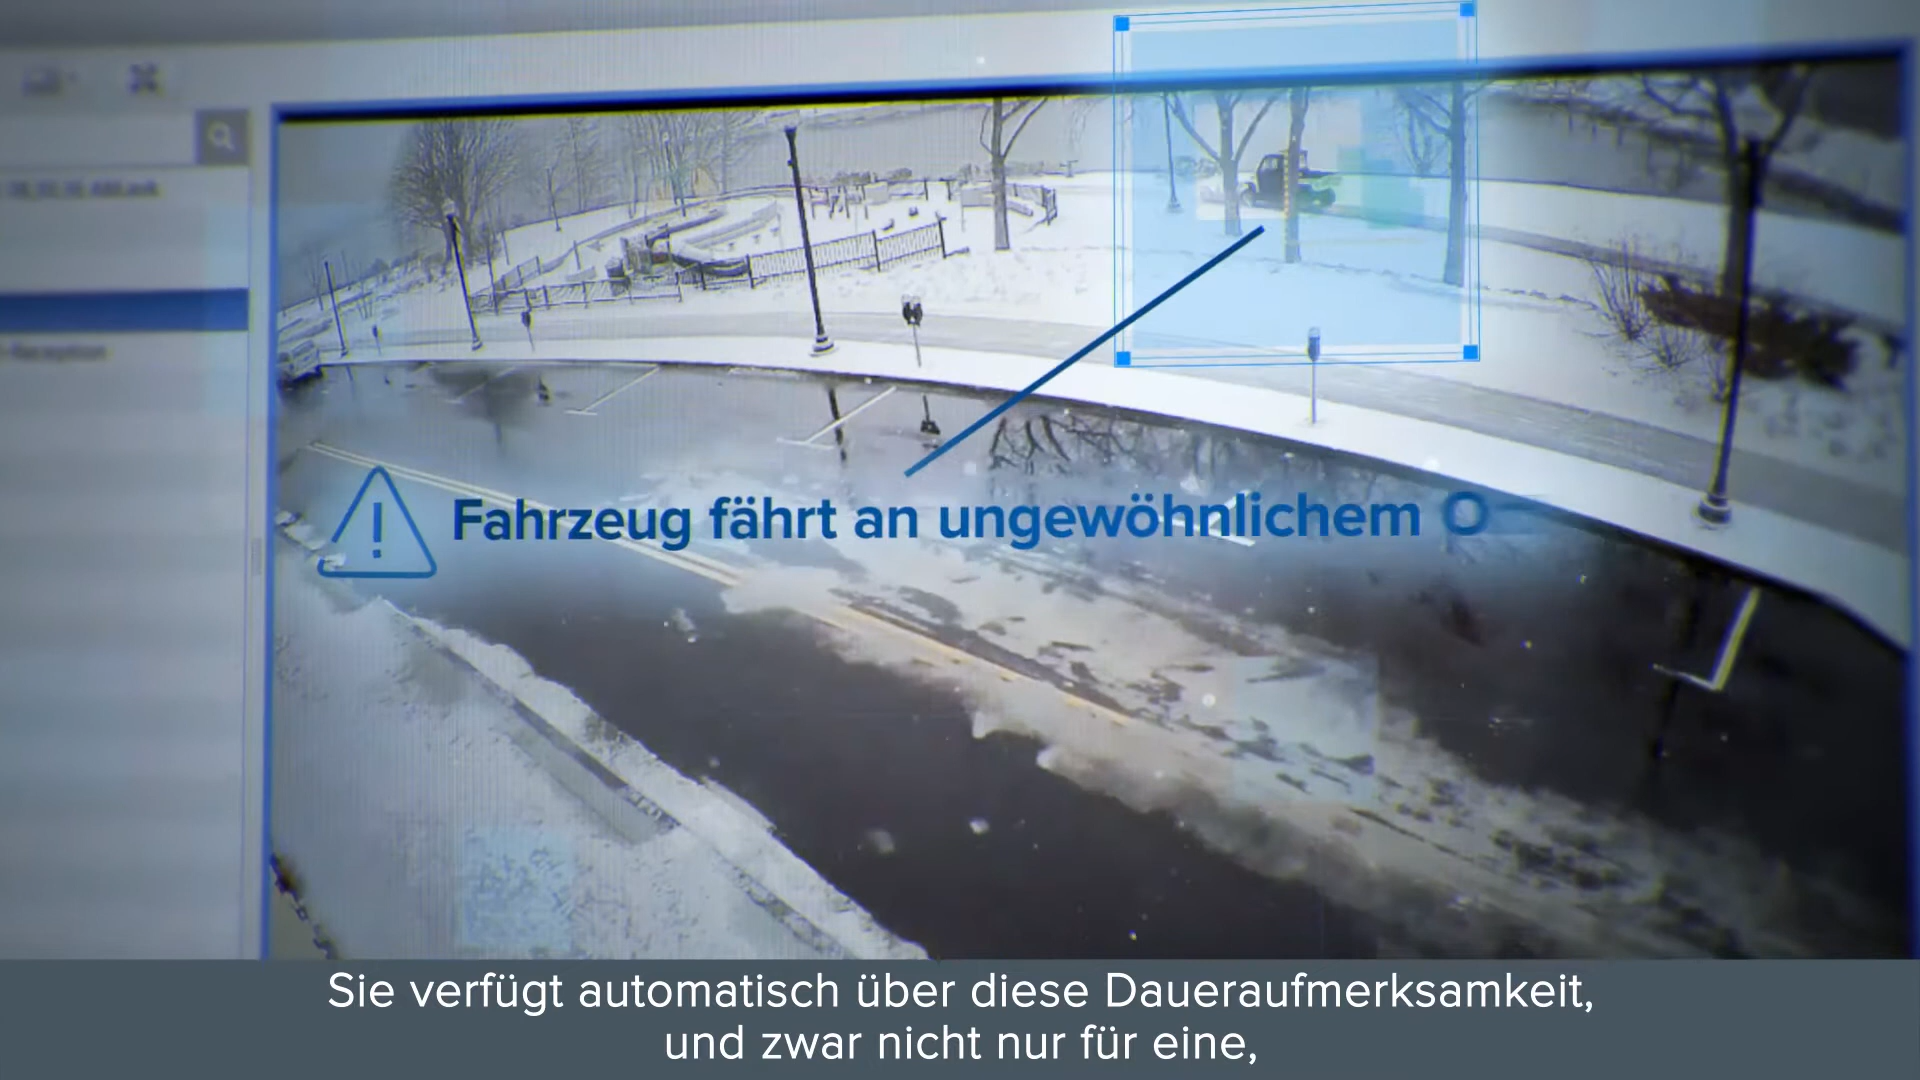 Fahrzeug fährt an ungewöhnlichem O
Sie verfügt automatisch über diese Daueraufmerksamkeit,
und zwar nicht nur für eine,